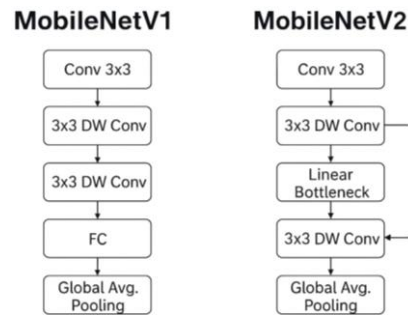 MobileNetV1
Conv 3x3
3x3 DW Conv
3x3 DW Conv
FC
Global Avg.
Pooling
MobileNetV2
Conv 3x3
3x3 DW Conv
Linear
Bottleneck
3x3 DW Conv
Global Avg.
Pooling